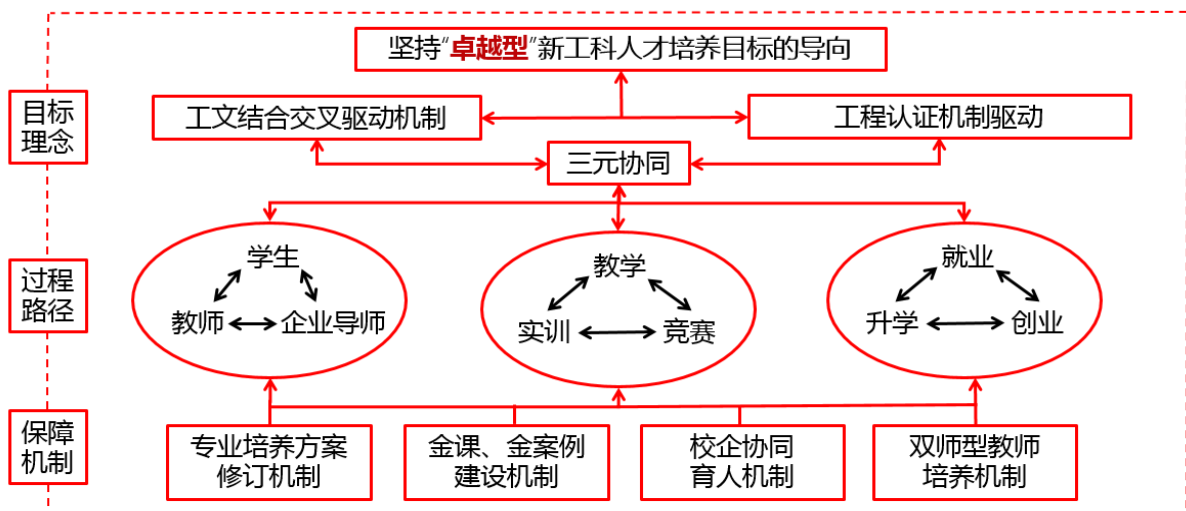 坚持“卓越型”新工科人才培养目标的导向
目标
理念
工文结合交叉驱动机制
工程认证机制驱动
三元协同
过程
路径
学生
教师
企业导师
教学
实训
竞赛
就业
升学
创业
保障
机制
专业培养方案
修订机制
金课、金案例
建设机制
校企协同
育人机制
双师型教师
培养机制